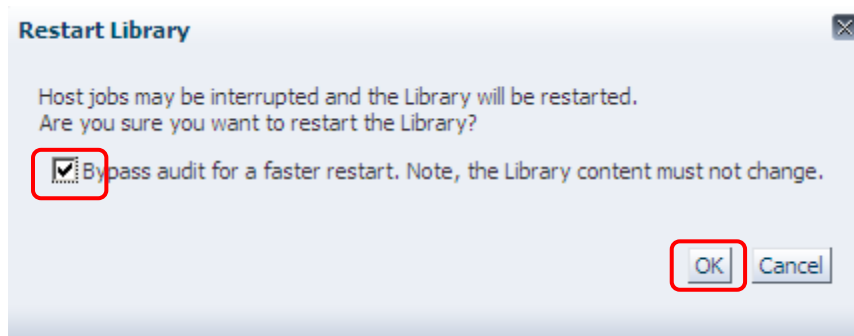 Restart Library
Host jobs may be interrupted and the Library will be restarted.
Are you sure you want to restart the Library?
Bypass audit for a faster restart. Note, the Library content must not change.
OK Cancel